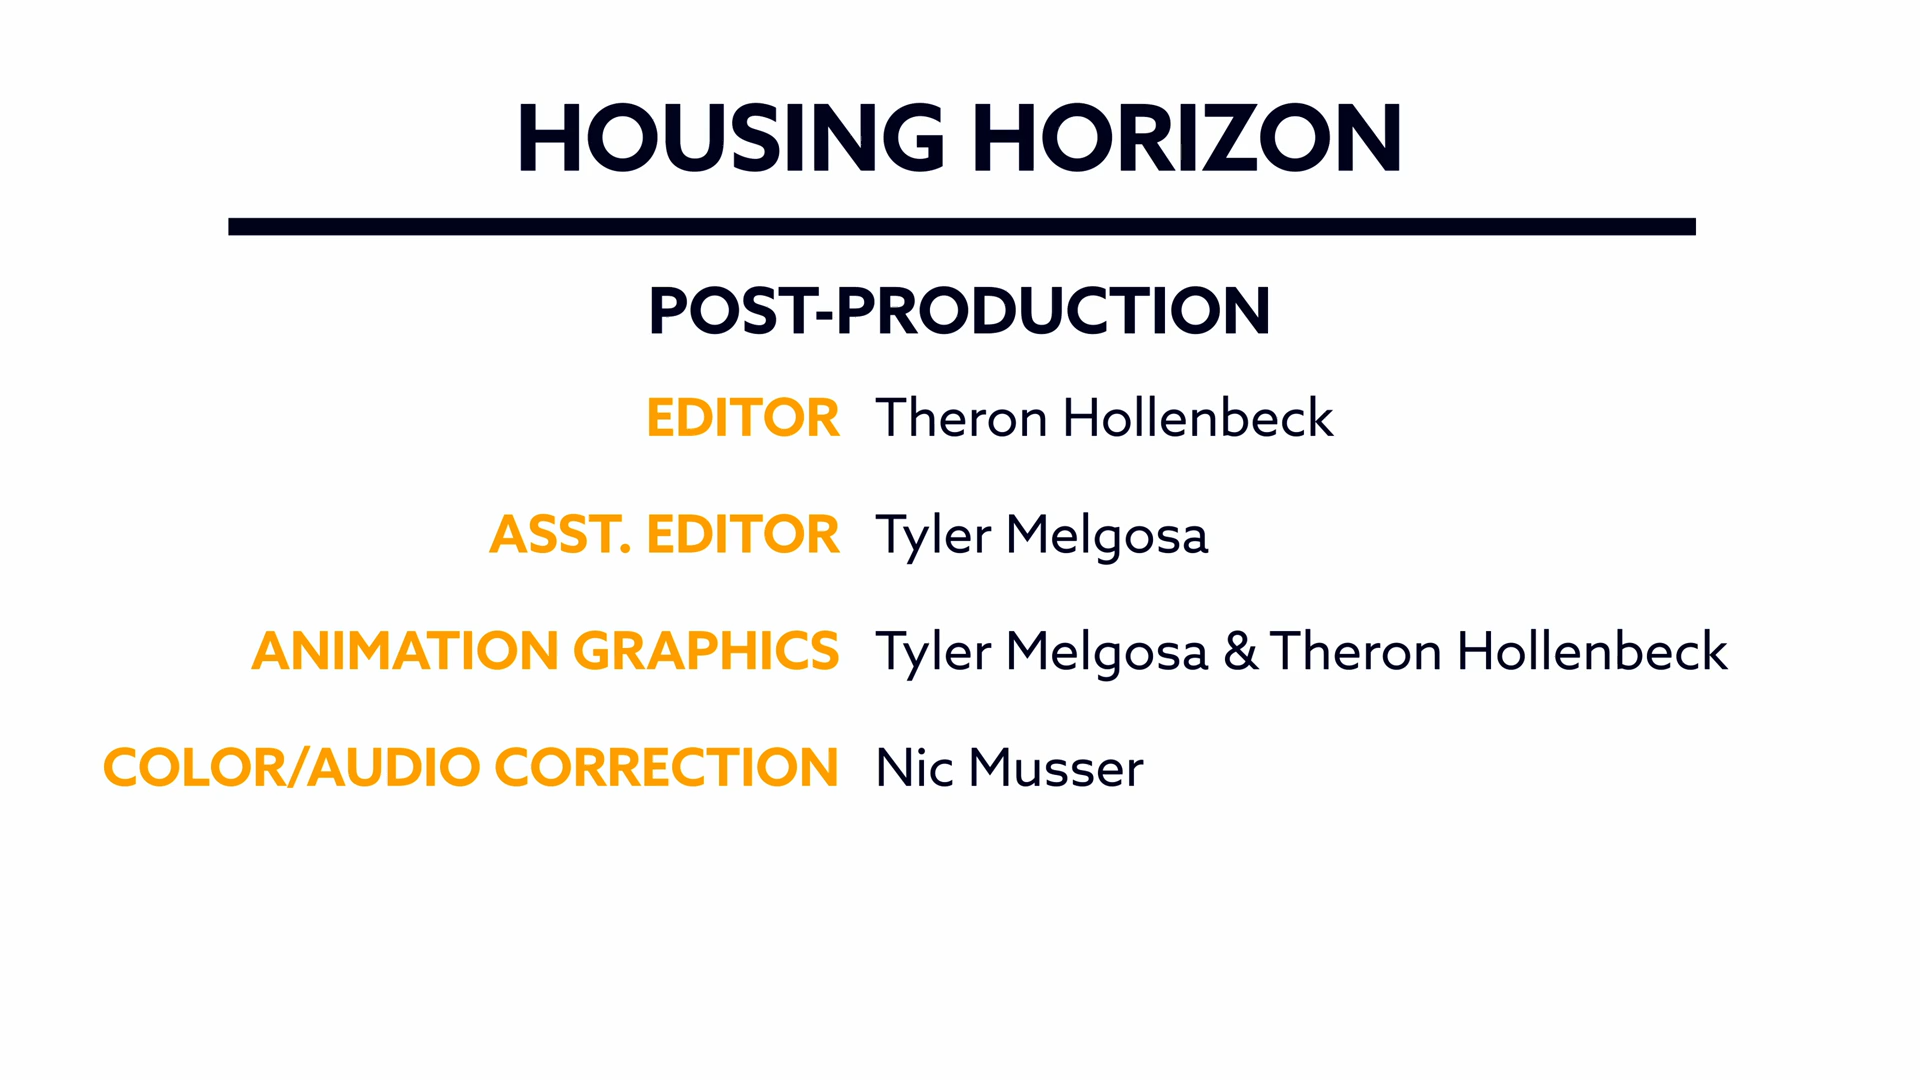 HOUSING HORIZON
POST-PRODUCTION
EDITOR Theron Hollenbeck
ASST. EDITOR Tyler Melgosa
ANIMATION GRAPHICS Tyler Melgosa & Theron Hollenbeck
COLOR/AUDIO CORRECTION Nic Musser